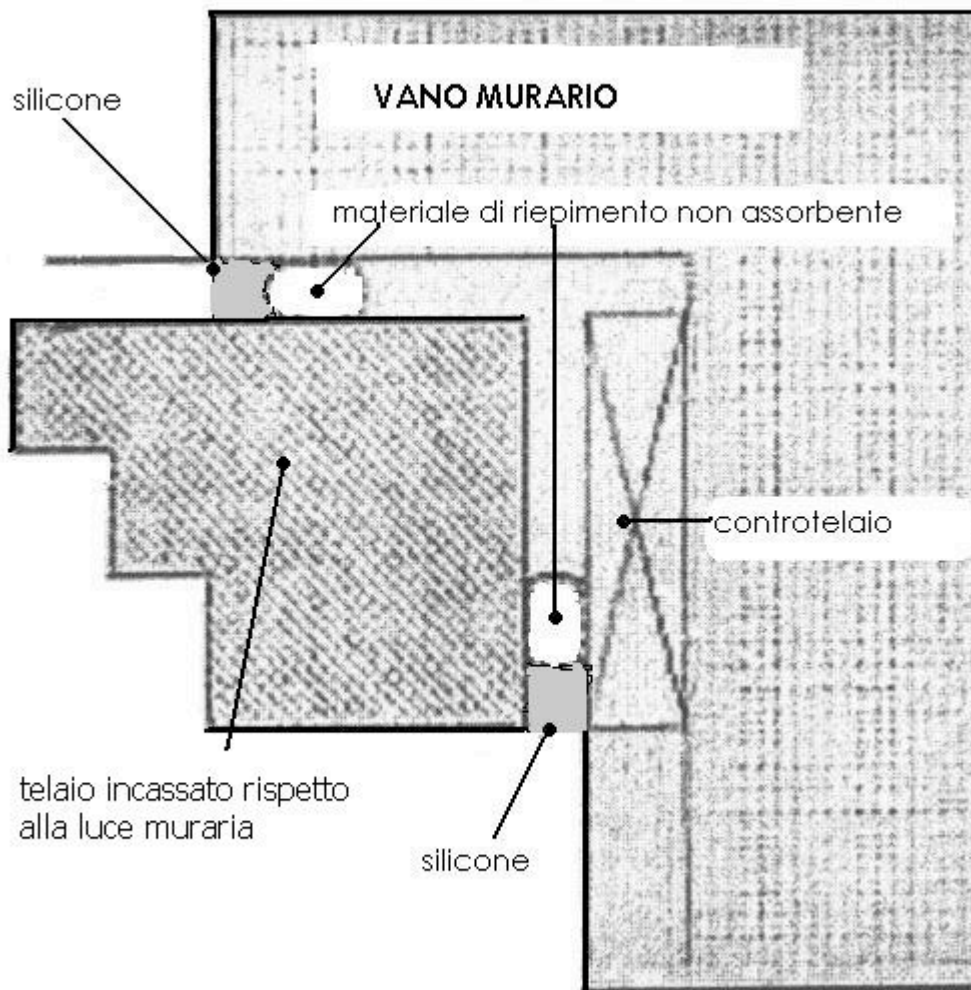 VANO MURARIO
silicone
materiale di riepimento non assorbente
controtelaio
telaio incassato rispetto
alla luce muraria
silicone